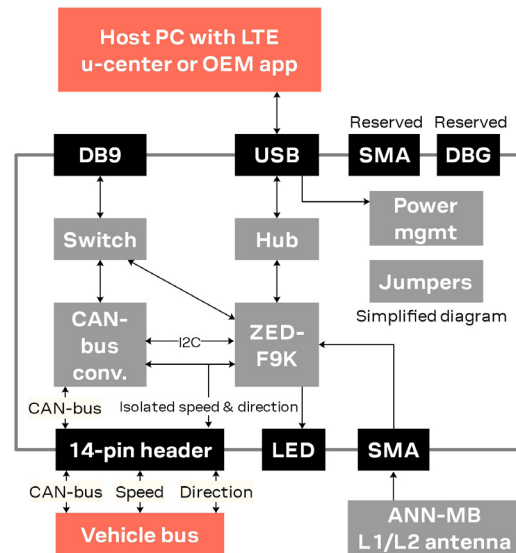 Host PC with LTE
u-center or OEM app
Reserved
Reserved
DB9
USB
SMA
DBG
Switch
Hub
Power
mgmt
Jumpers
Simplified diagram
CAN-
bus
conv.
I2C
ZED-
F9K
CAN-bus
Isolated speed & direction
14-pin header
LED
SMA
CAN-bus
Speed
Direction
Vehicle bus
ANN-MB
L1/L2 antenna